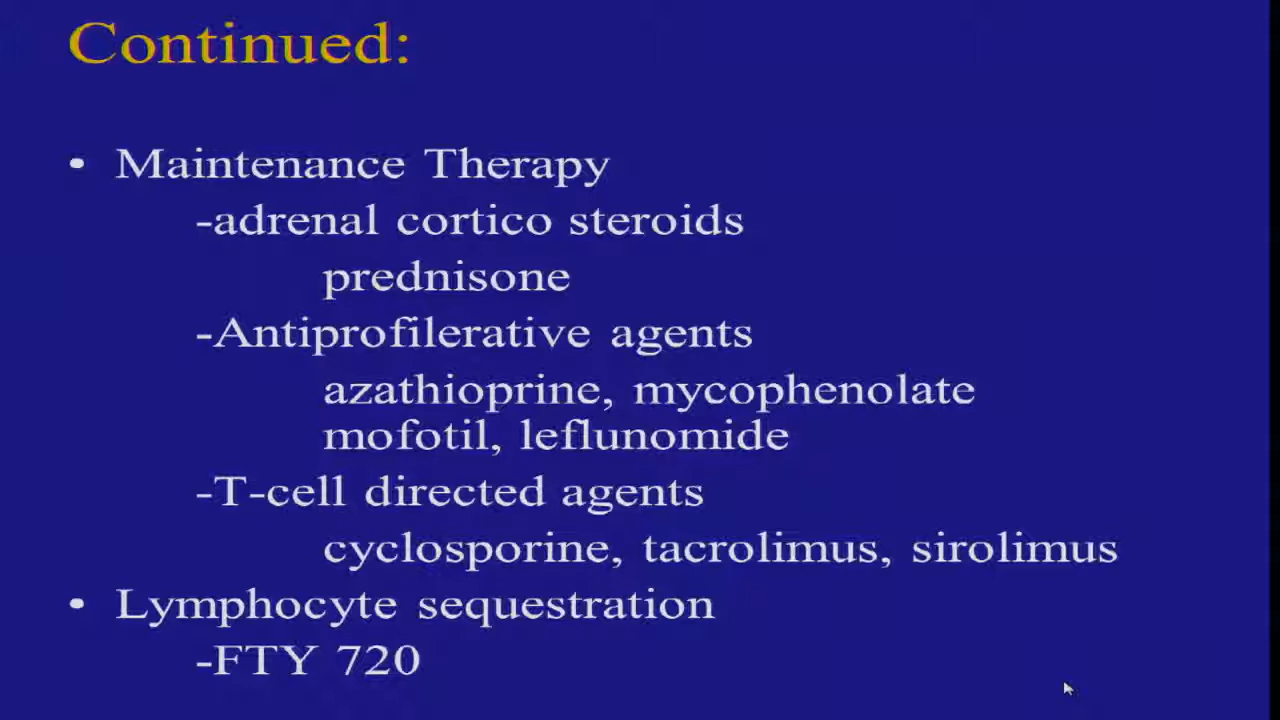 Continued:
• Maintenance Therapy
-adrenal cortico steroids
prednisone
-Antiprofilerative agents
azathioprine, mycophenolate
mofotil, leflunomide
-T-cell directed agents
cyclosporine, tacrolimus, sirolimus
• Lymphocyte sequestration
-FTY 720